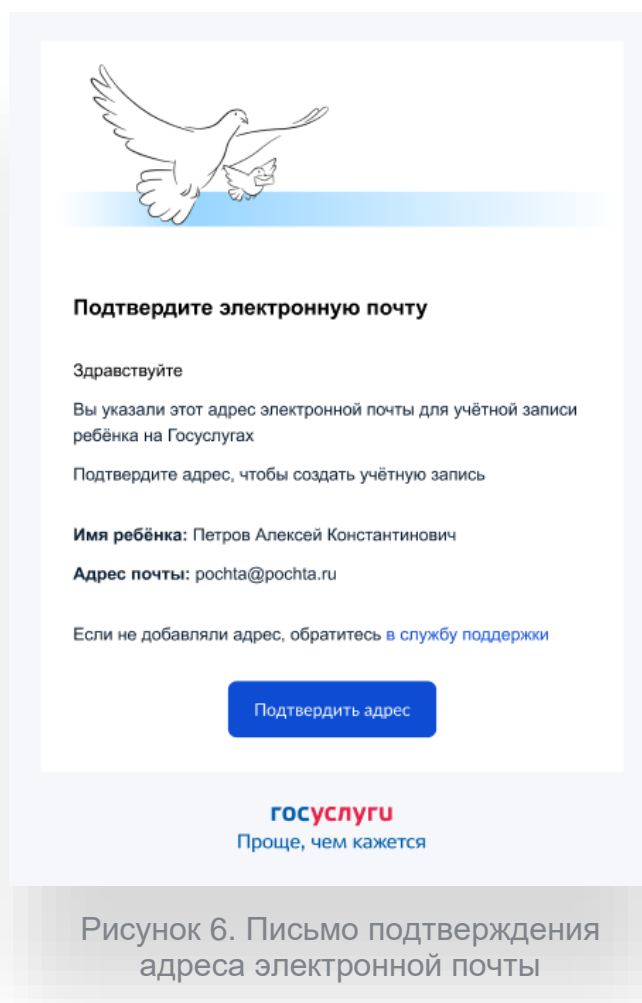 Подтвердите электронную почту
Здравствуйте
Вы указали этот адрес электронной почты для учётной записи
ребёнка на Госуслугах
Подтвердите адрес, чтобы создать учётную запись
Имя ребёнка: Петров Алексей Константинович
Адрес почты: pochta@pochta.ru
Если не добавляли адрес, обратитесь в службу поддержки
Подтвердить адрес
госуслуги
Проще, чем кажется
Рисунок 6. Письмо подтверждения
адреса электронной почты